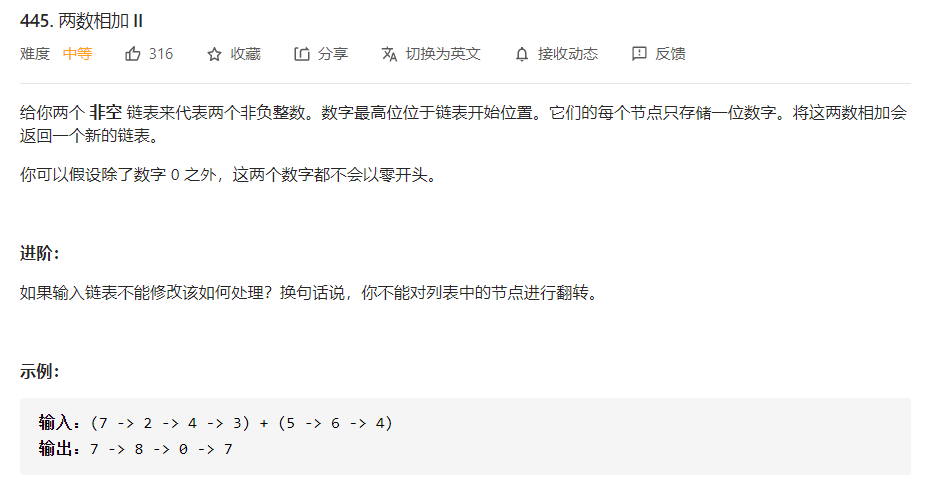 445. 两数相加 II
难度 中等 316 收藏 分享 切换为英文 接收动态 反馈
给你两个 非空 链表来代表两个非负整数。数字最高位位于链表开始位置。它们的每个节点只存储一位数字。将这两数相加会
返回一个新的链表。
你可以假设除了数字 0 之外，这两个数字都不会以零开头。
进阶：
如果输入链表不能修改该如何处理？换句话说，你不能对列表中的节点进行翻转。
示例：
输入：(7 -> 2 -> 4 -> 3) + (5 -> 6 -> 4)
输出：7 -> 8 -> 0 -> 7